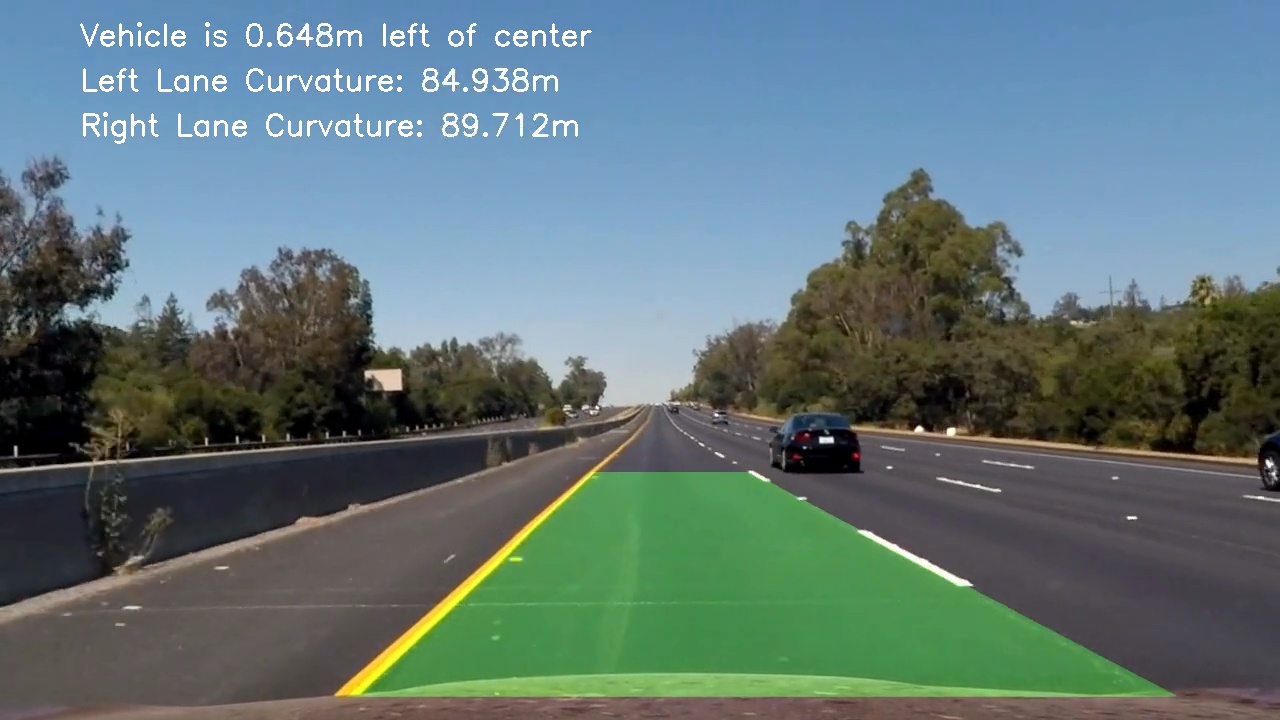 Vehicle is 0.648m left of center
Left Lane Curvature: 84.938m
Right Lane Curvature: 89.712m